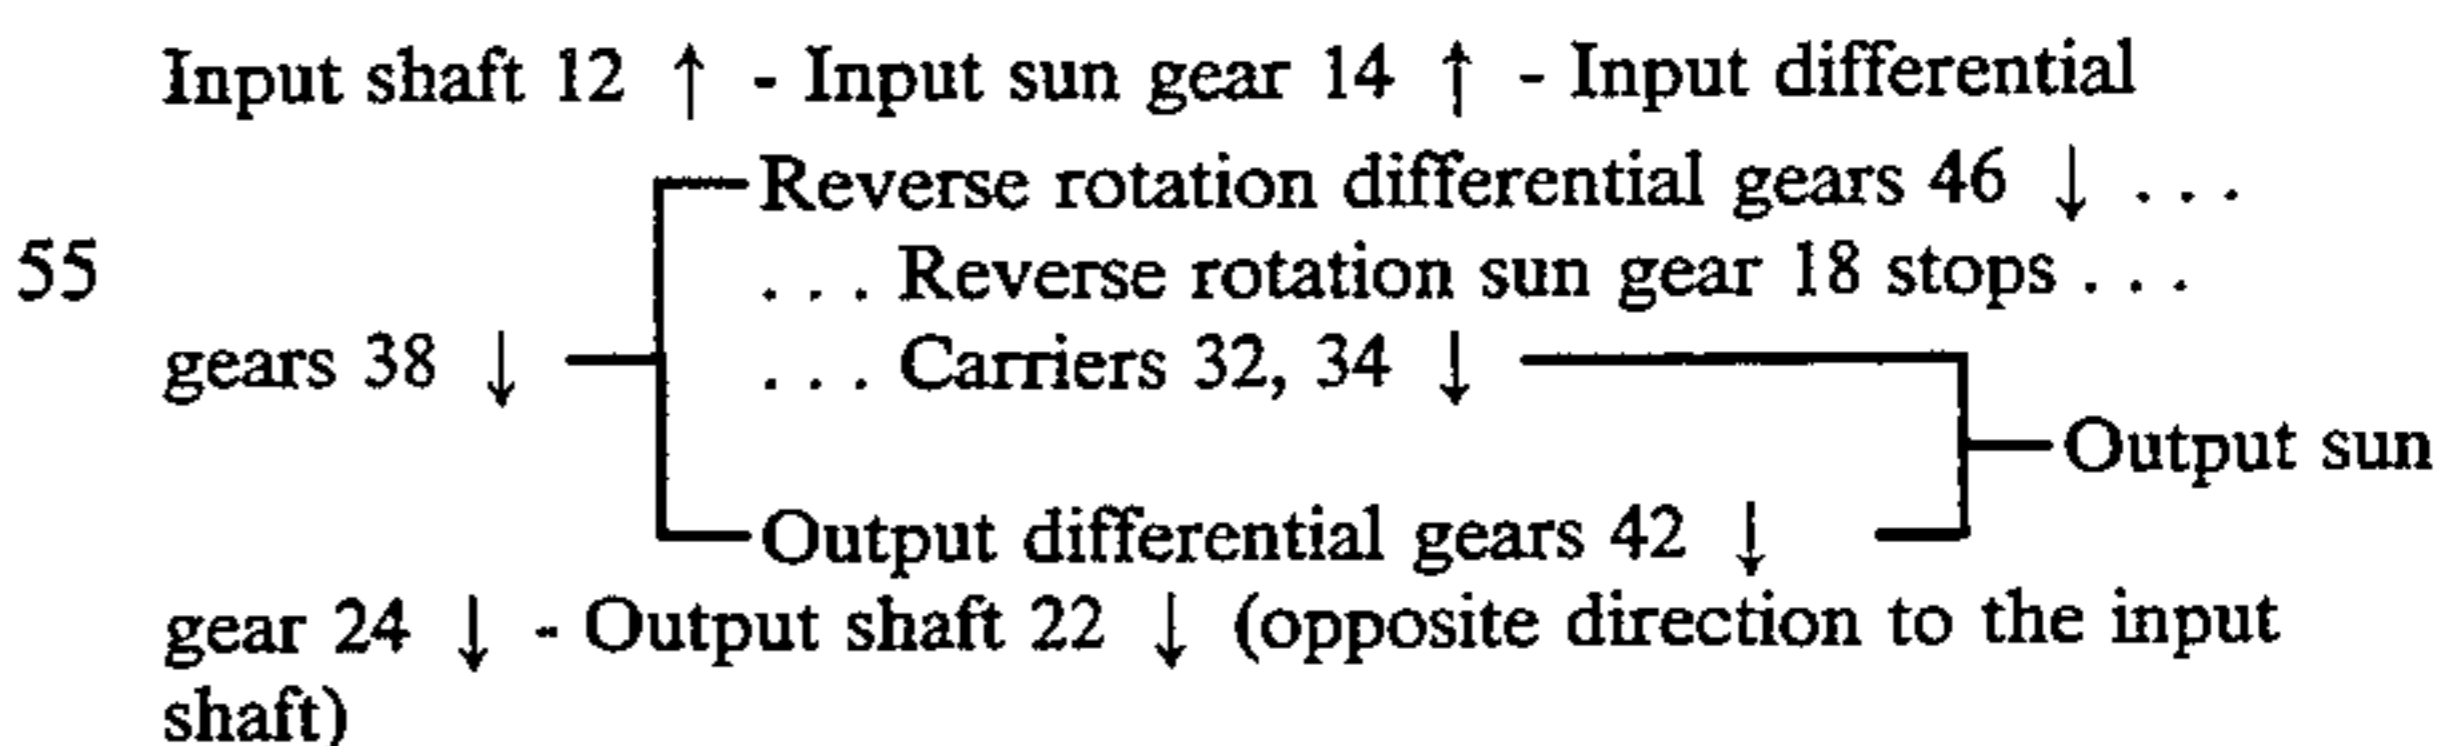 Input shaft 12 ↑ - Input sun gear 14 ↑ - Input differential
Reverse rotation differential gears 46 ↓ . . .
55
. . . Reverse rotation sun gear 18 stops . . .
gears 38 ↓
. . . Carriers 32, 34 ↓
Output sun
Output differential gears 42 ↓
gear 24 ↓ - Output shaft 22 ↓ (opposite direction to the input
shaft)